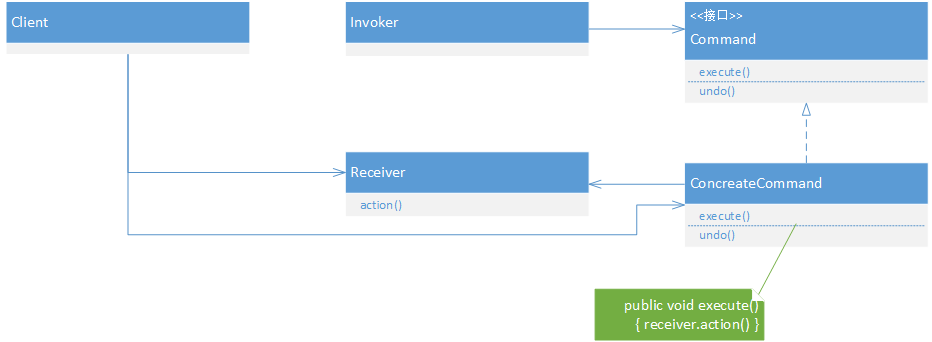 Client
Invoker
<<接口>>
Command
execute()
undo()
Receiver
action()
ConcreateCommand
execute()
undo()
public void execute()
{ receiver.action() }